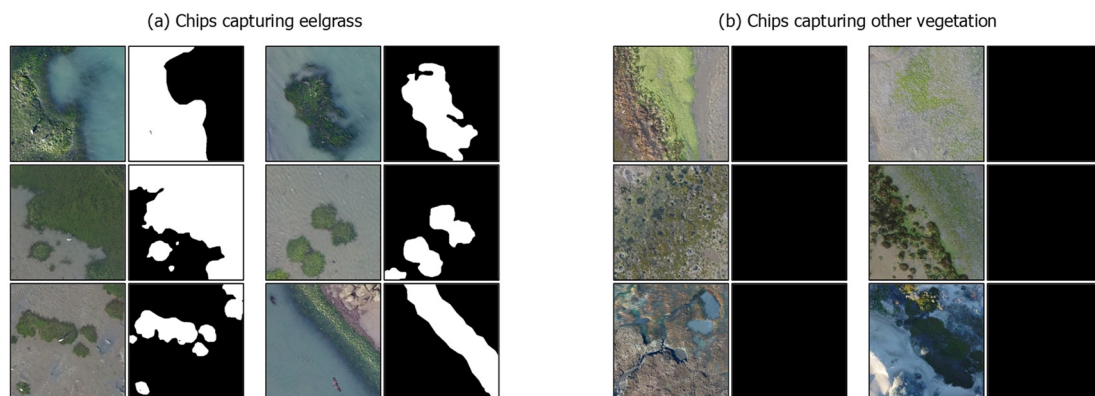 (a) Chips capturing eelgrass
(b) Chips capturing other vegetation